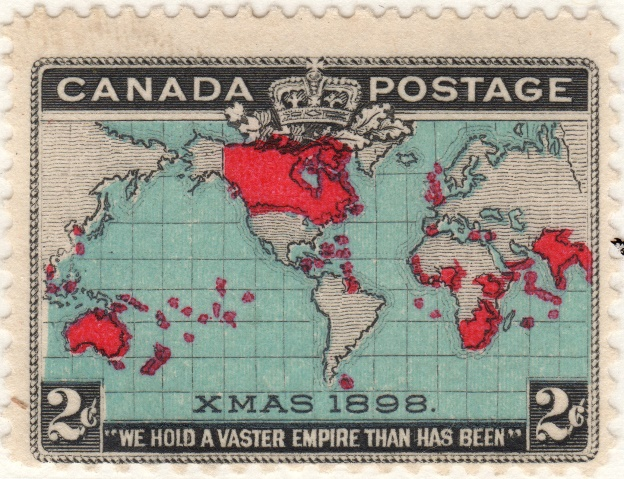 CANADA POSTAGE
XMAS 1898.
2¢ 2¢
"WE HOLD A VASTER EMPIRE THAN HAS BEEN"